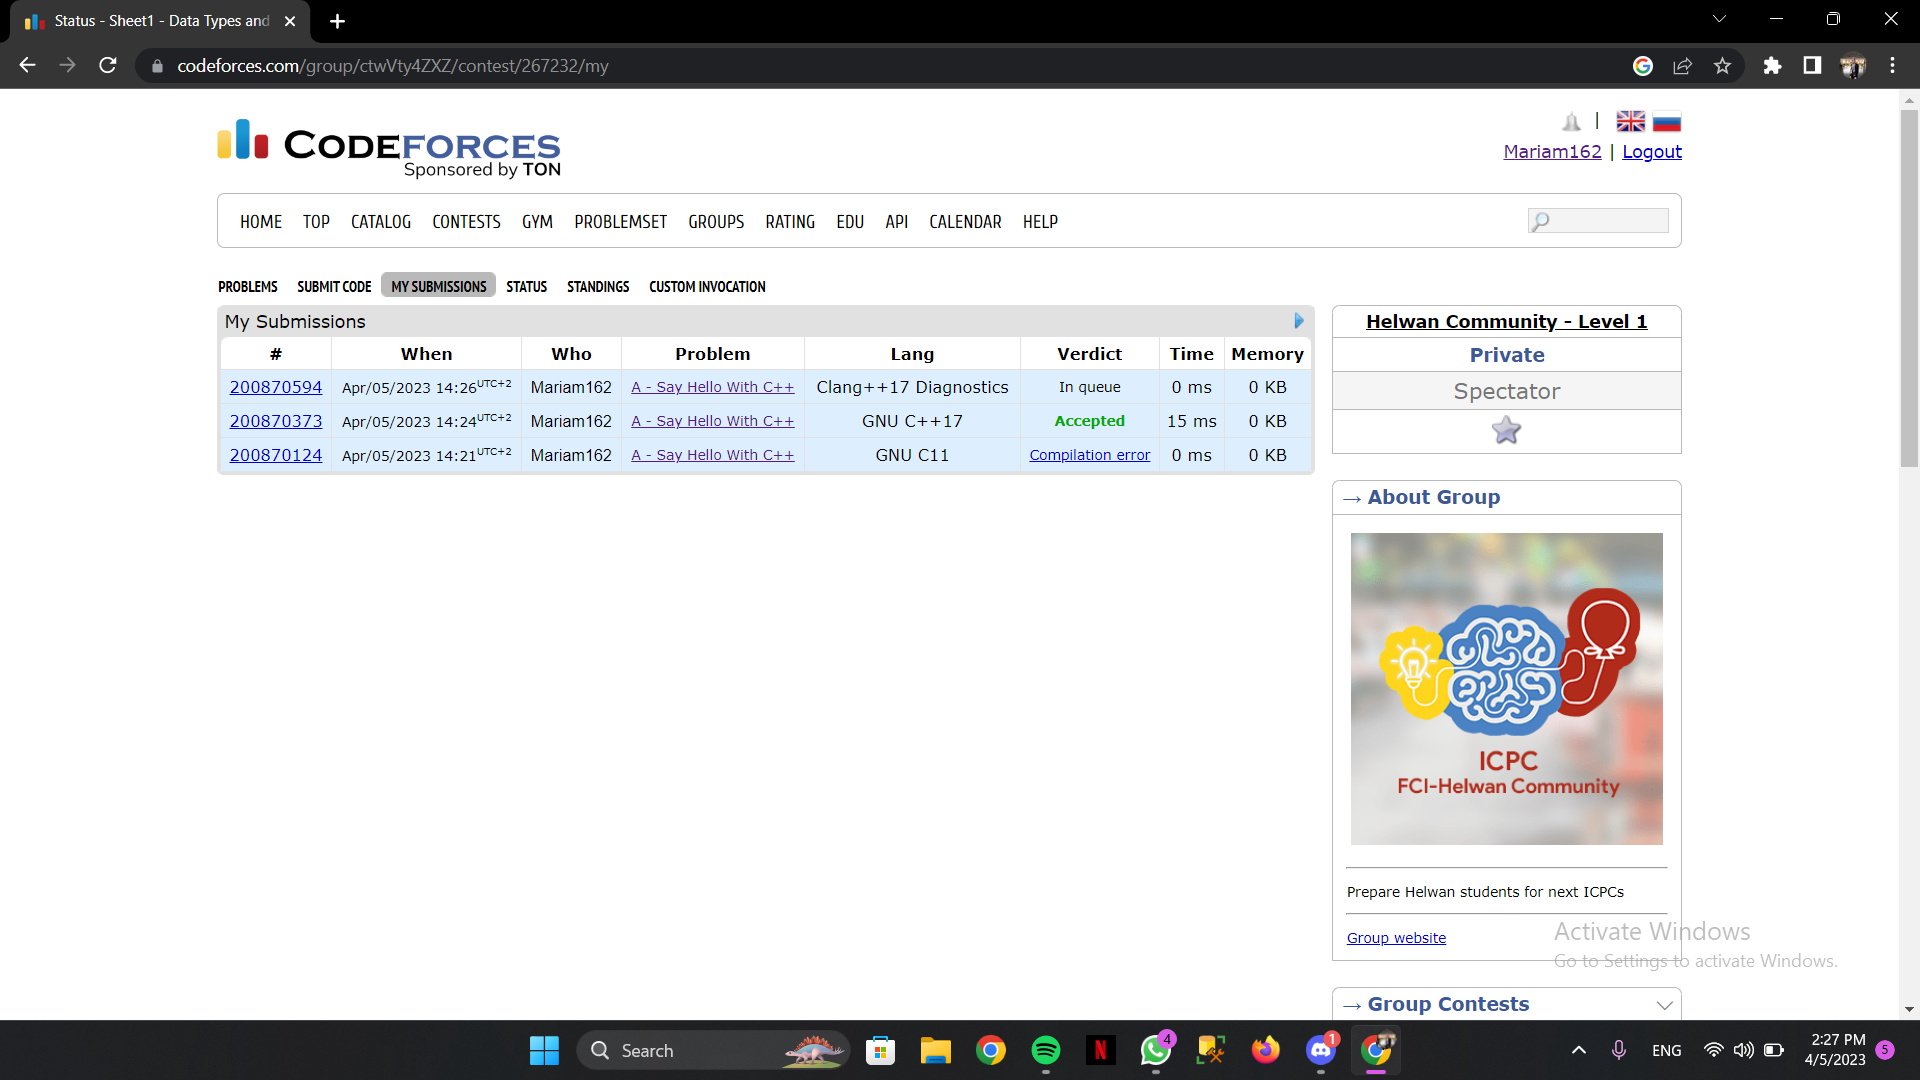 Status - Sheet1 - Data Types and
codeforces.com/group/ctwVty4ZXZ/contest/267232/my
CODEFORCES
Sponsored by TON
Mariam162 | Logout
HOME TOP CATALOG CONTESTS GYM PROBLEMSET GROUPS RATING EDU API CALENDAR HELP
PROBLEMS SUBMIT CODE MY SUBMISSIONS STATUS STANDINGS CUSTOM INVOCATION
My Submissions
# When Who Problem Lang Verdict Time Memory
200870594 Apr/05/2023 14:26UTC+2 Mariam162 A - Say Hello With C++ Clang++17 Diagnostics In queue 0 ms 0 KB
200870373 Apr/05/2023 14:24UTC+2 Mariam162 A - Say Hello With C++ GNU C++17 Accepted 15 ms 0 KB
200870124 Apr/05/2023 14:21UTC+2 Mariam162 A - Say Hello With C++ GNU C11 Compilation error 0 ms 0 KB
Helwan Community - Level 1
Private
Spectator
→ About Group
ICPC
FCI-Helwan Community
Prepare Helwan students for next ICPCs
Group website
Activate Windows
Go to Settings to activate Windows.
→ Group Contests
Search
4
1
ENG
2:27 PM
4/5/2023
5